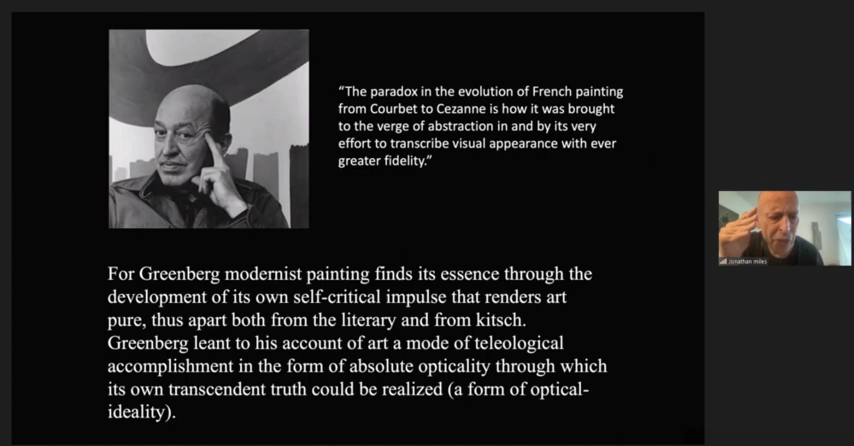 “The paradox in the evolution of French painting
from Courbet to Cezanne is how it was brought
to the verge of abstraction in and by its very
effort to transcribe visual appearance with ever
greater fidelity.”
Jonathan miles
For Greenberg modernist painting finds its essence through the
development of its own self-critical impulse that renders art
pure, thus apart both from the literary and from kitsch.
Greenberg leant to his account of art a mode of teleological
accomplishment in the form of absolute opticality through which
its own transcendent truth could be realized (a form of optical-
ideality).